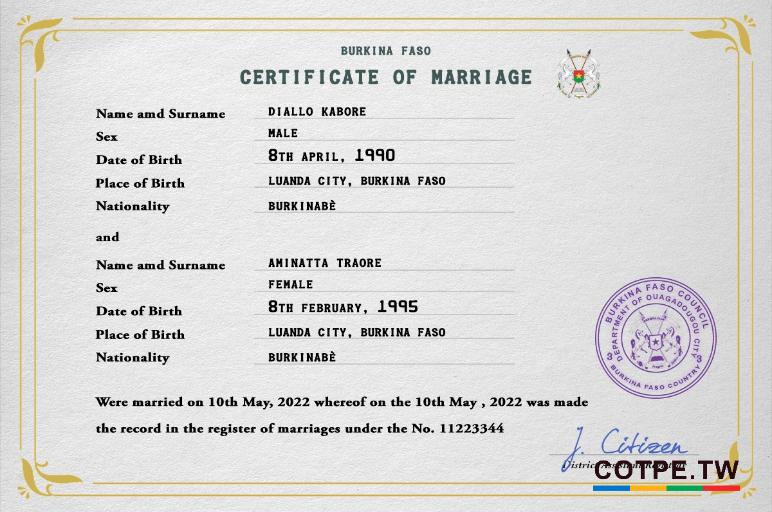 BURKINA FASO
CERTIFICATE OF MARRIAGE
Name amd Surname DIALLO KABORE
Sex MALE
Date of Birth 8TH APRIL, 1990
Place of Birth LUANDA CITY, BURKINA FASO
Nationality BURKINABÈ
and
Name amd Surname AMINATTA TRAORE
Sex FEMALE
Date of Birth 8TH FEBRUARY, 1995
Place of Birth LUANDA CITY, BURKINA FASO
Nationality BURKINABÈ
BURKINA FASO COUNCIL
DEPARTMENT OF OUAGADOUGOU CITY
BURKINA FASO COUNTRY
Were married on 10th May, 2022 whereof on the 10th May , 2022 was made
the record in the register of marriages under the No. 11223344
J. Citizen
District
COTPE.TW